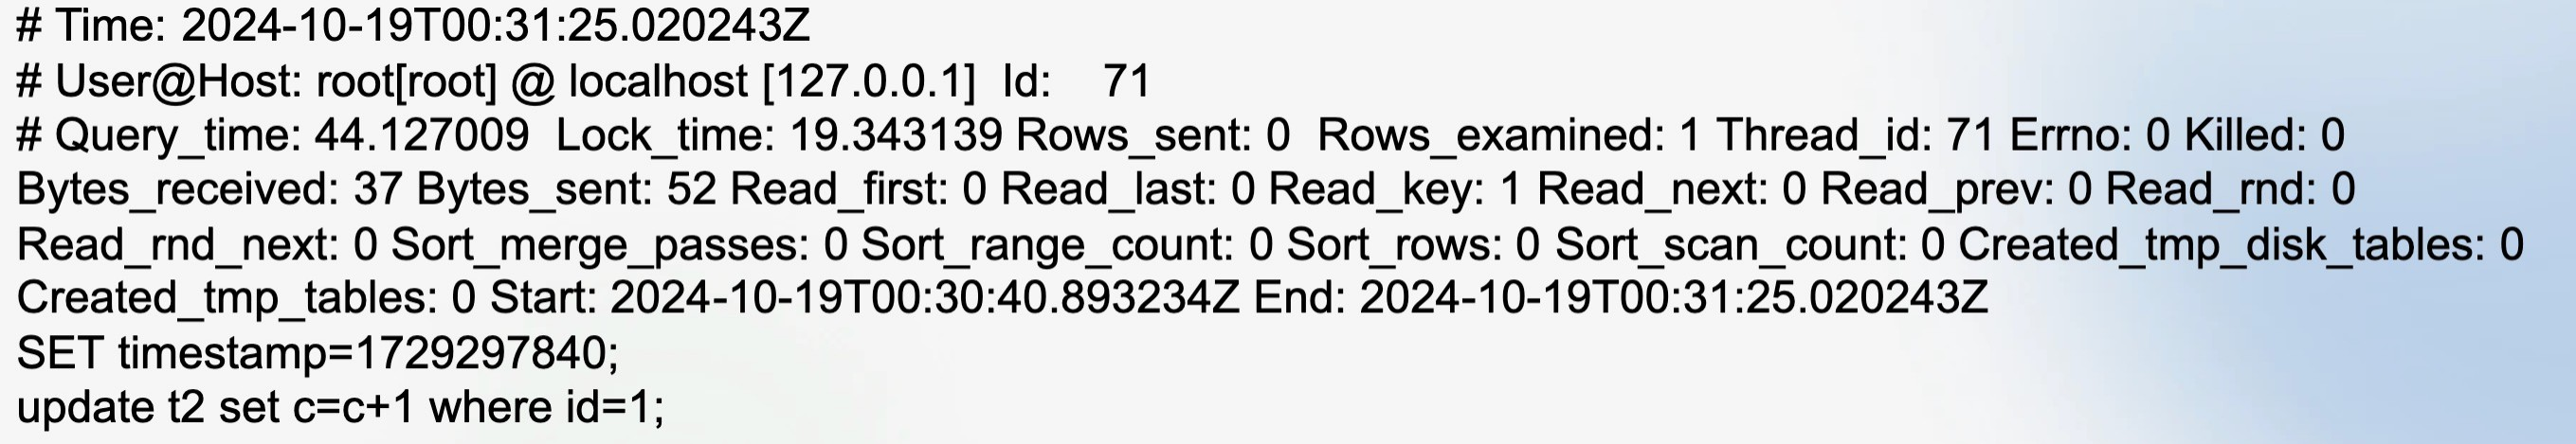 # Time: 2024-10-19T00:31:25.020243Z
# User@Host: root[root] @ localhost [127.0.0.1]  Id:    71
# Query_time: 44.127009  Lock_time: 19.343139 Rows_sent: 0  Rows_examined: 1 Thread_id: 71 Errno: 0 Killed: 0
Bytes_received: 37 Bytes_sent: 52 Read_first: 0 Read_last: 0 Read_key: 1 Read_next: 0 Read_prev: 0 Read_rnd: 0
Read_rnd_next: 0 Sort_merge_passes: 0 Sort_range_count: 0 Sort_rows: 0 Sort_scan_count: 0 Created_tmp_disk_tables: 0
Created_tmp_tables: 0 Start: 2024-10-19T00:30:40.893234Z End: 2024-10-19T00:31:25.020243Z
SET timestamp=1729297840;
update t2 set c=c+1 where id=1;